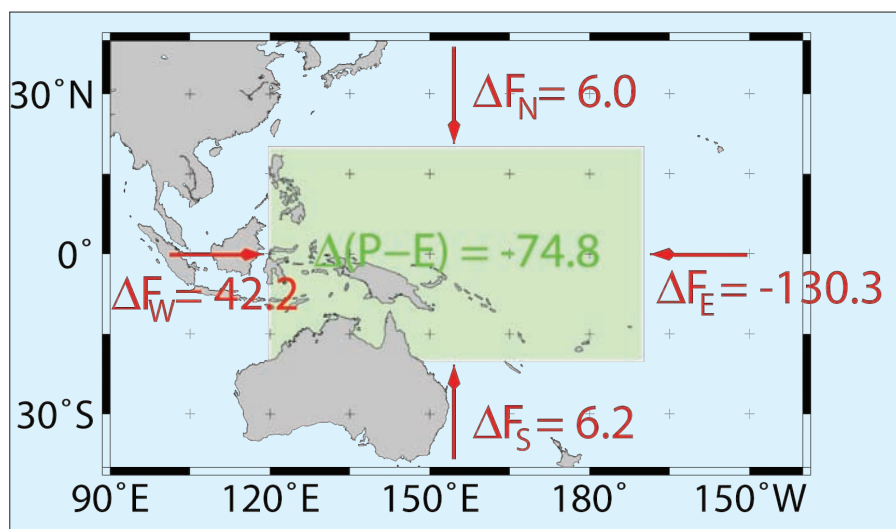 30°N
ΔF_N = 6.0
Δ(P−E) = -74.8
0°
ΔF_W = 42.2
ΔF_E = -130.3
30°S
ΔF_S = 6.2
90°E 120°E 150°E 180° 150°W